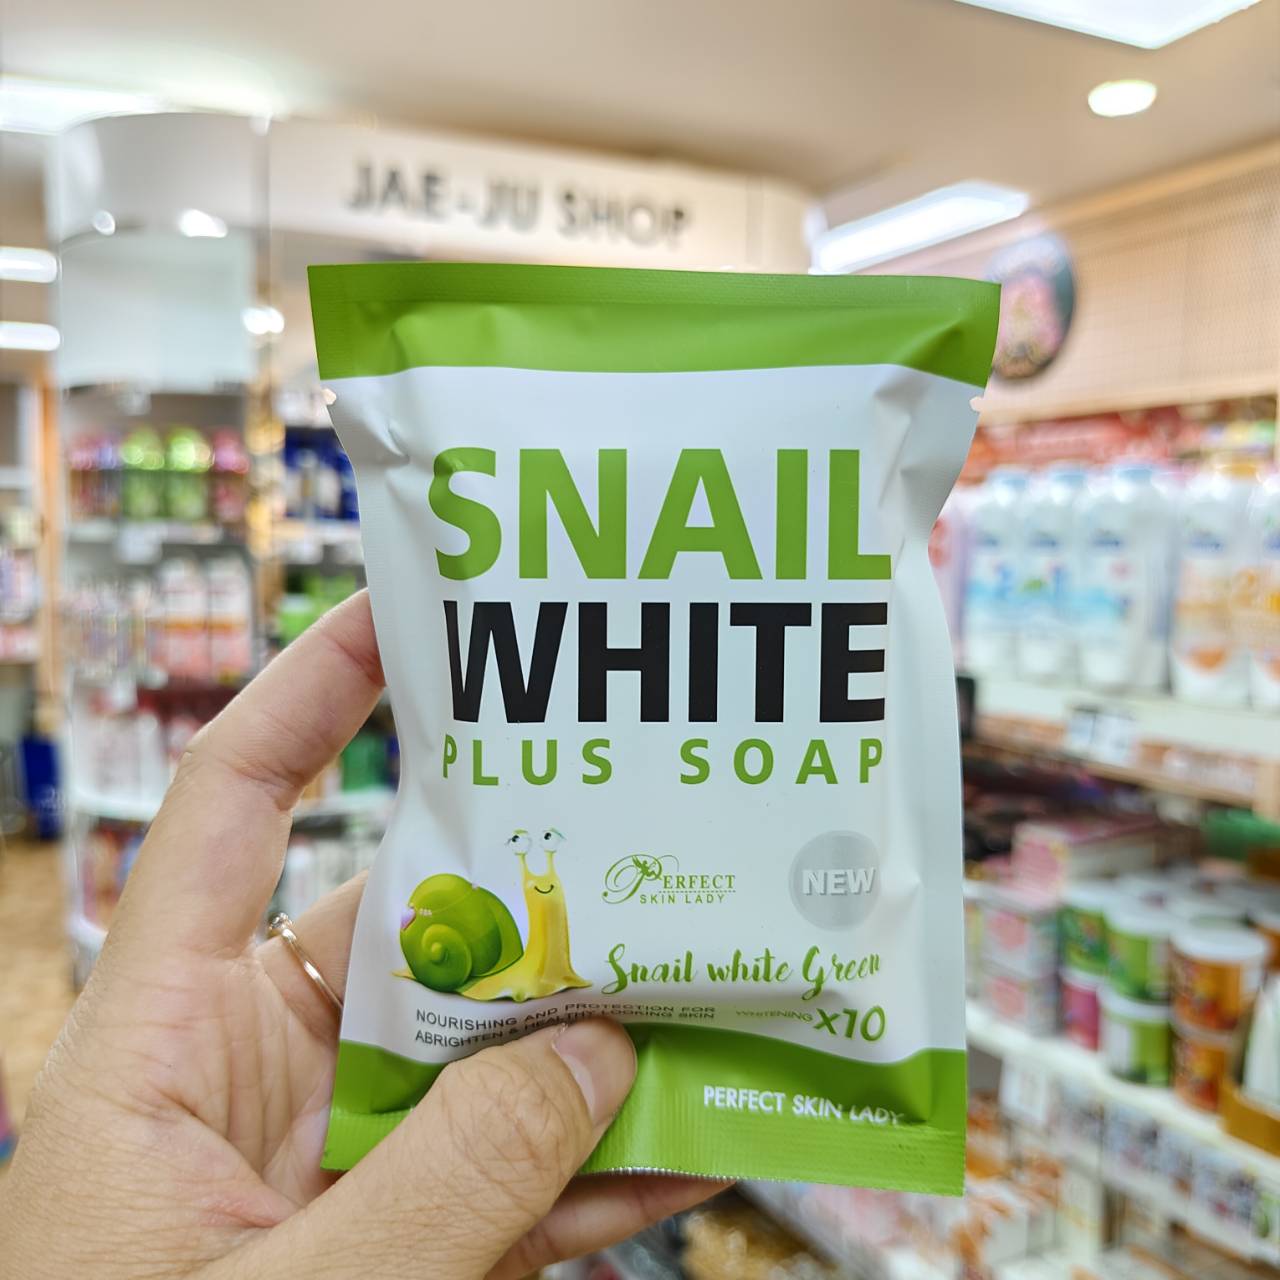 JAE-JU SHOP
SNAIL
WHITE
PLUS SOAP
PERFECT
SKIN LADY
NEW
Snail white Green
NOURISHING AND PROTECTION FOR
ABRIGHTEN & HEALTHY LOOKING SKIN
WHITENING X10
PERFECT SKIN LADY